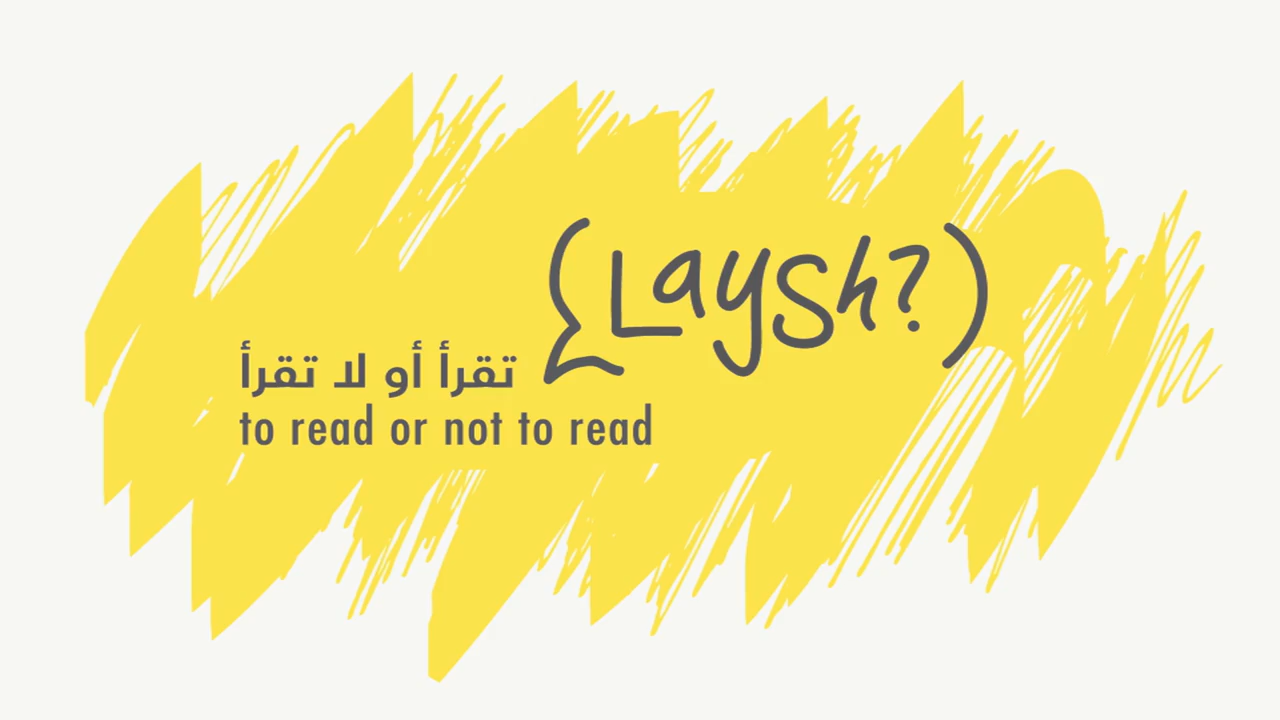 (Laysh?)
تقرأ أو لا تقرأ
to read or not to read